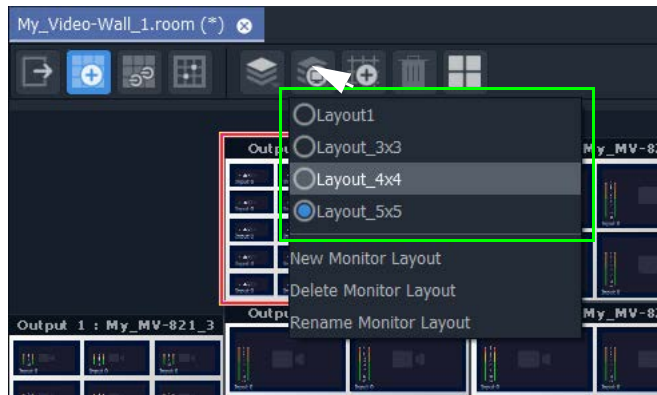 My_Video-Wall_1.room (*)
Layout1
Outpu
Layout_3x3
My_MV-82
Layout_4x4
Layout_5x5
New Monitor Layout
Delete Monitor Layout
Outpu
My_MV-82
Rename Monitor Layout
Output 1 : My_MV-821_3